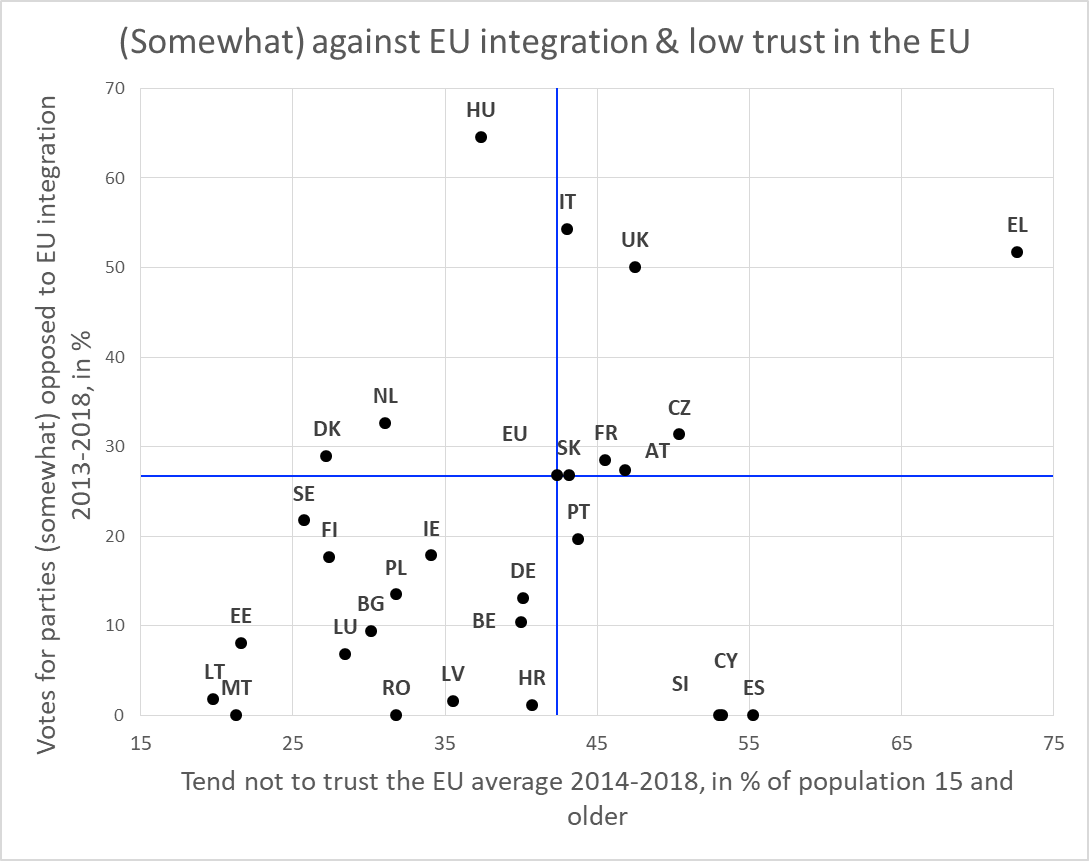 (Somewhat) against EU integration & low trust in the EU
Votes for parties (somewhat) opposed to EU integration
2013-2018, in %
70
60
50
40
30
20
10
0
HU
IT
UK
EL
NL
DK
EU
SK
FR
AT
CZ
SE
FI
IE
PT
PL
DE
BG
BE
EE
LU
LT
MT
RO
LV
HR
SI
CY
ES
15
25
35
45
55
65
75
Tend not to trust the EU average 2014-2018, in % of population 15 and
older